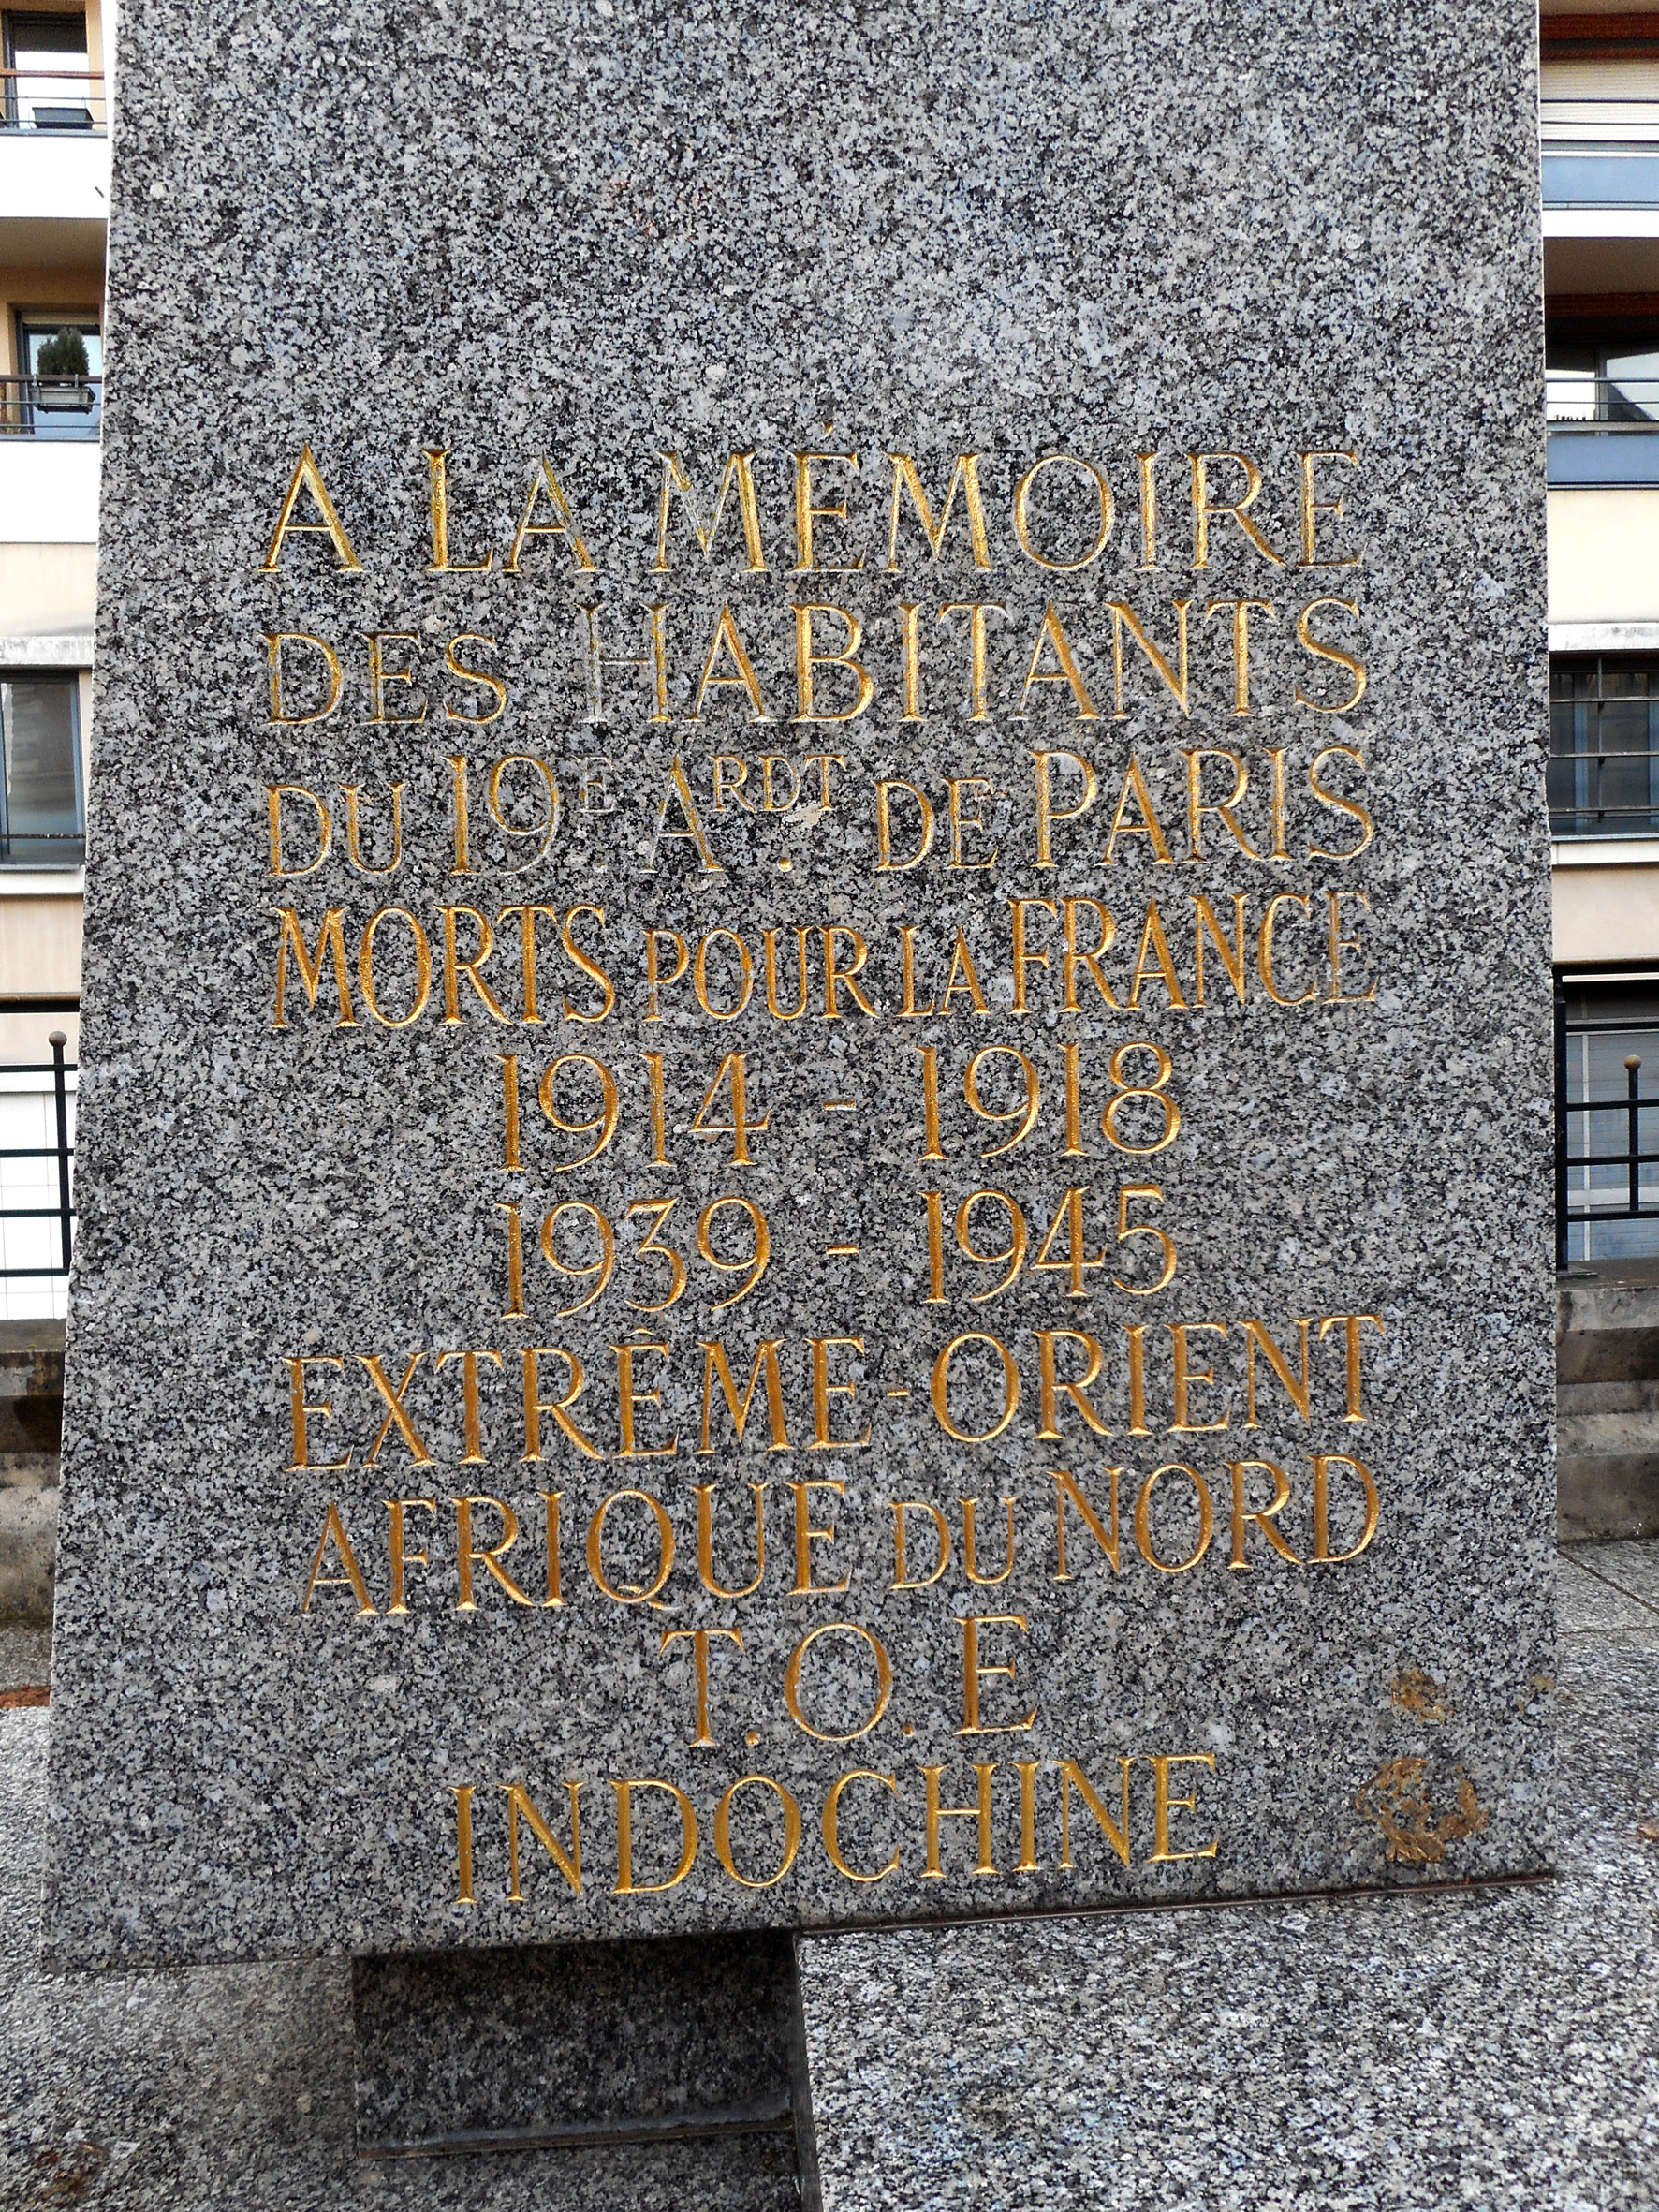 A LA MÉMOIRE
DES HABITANTS
DU 19E ARDT. DE PARIS
MORTS POUR LA FRANCE
1914 - 1918
1939 - 1945
EXTRÊME-ORIENT
AFRIQUE DU NORD
T.O.E
INDOCHINE